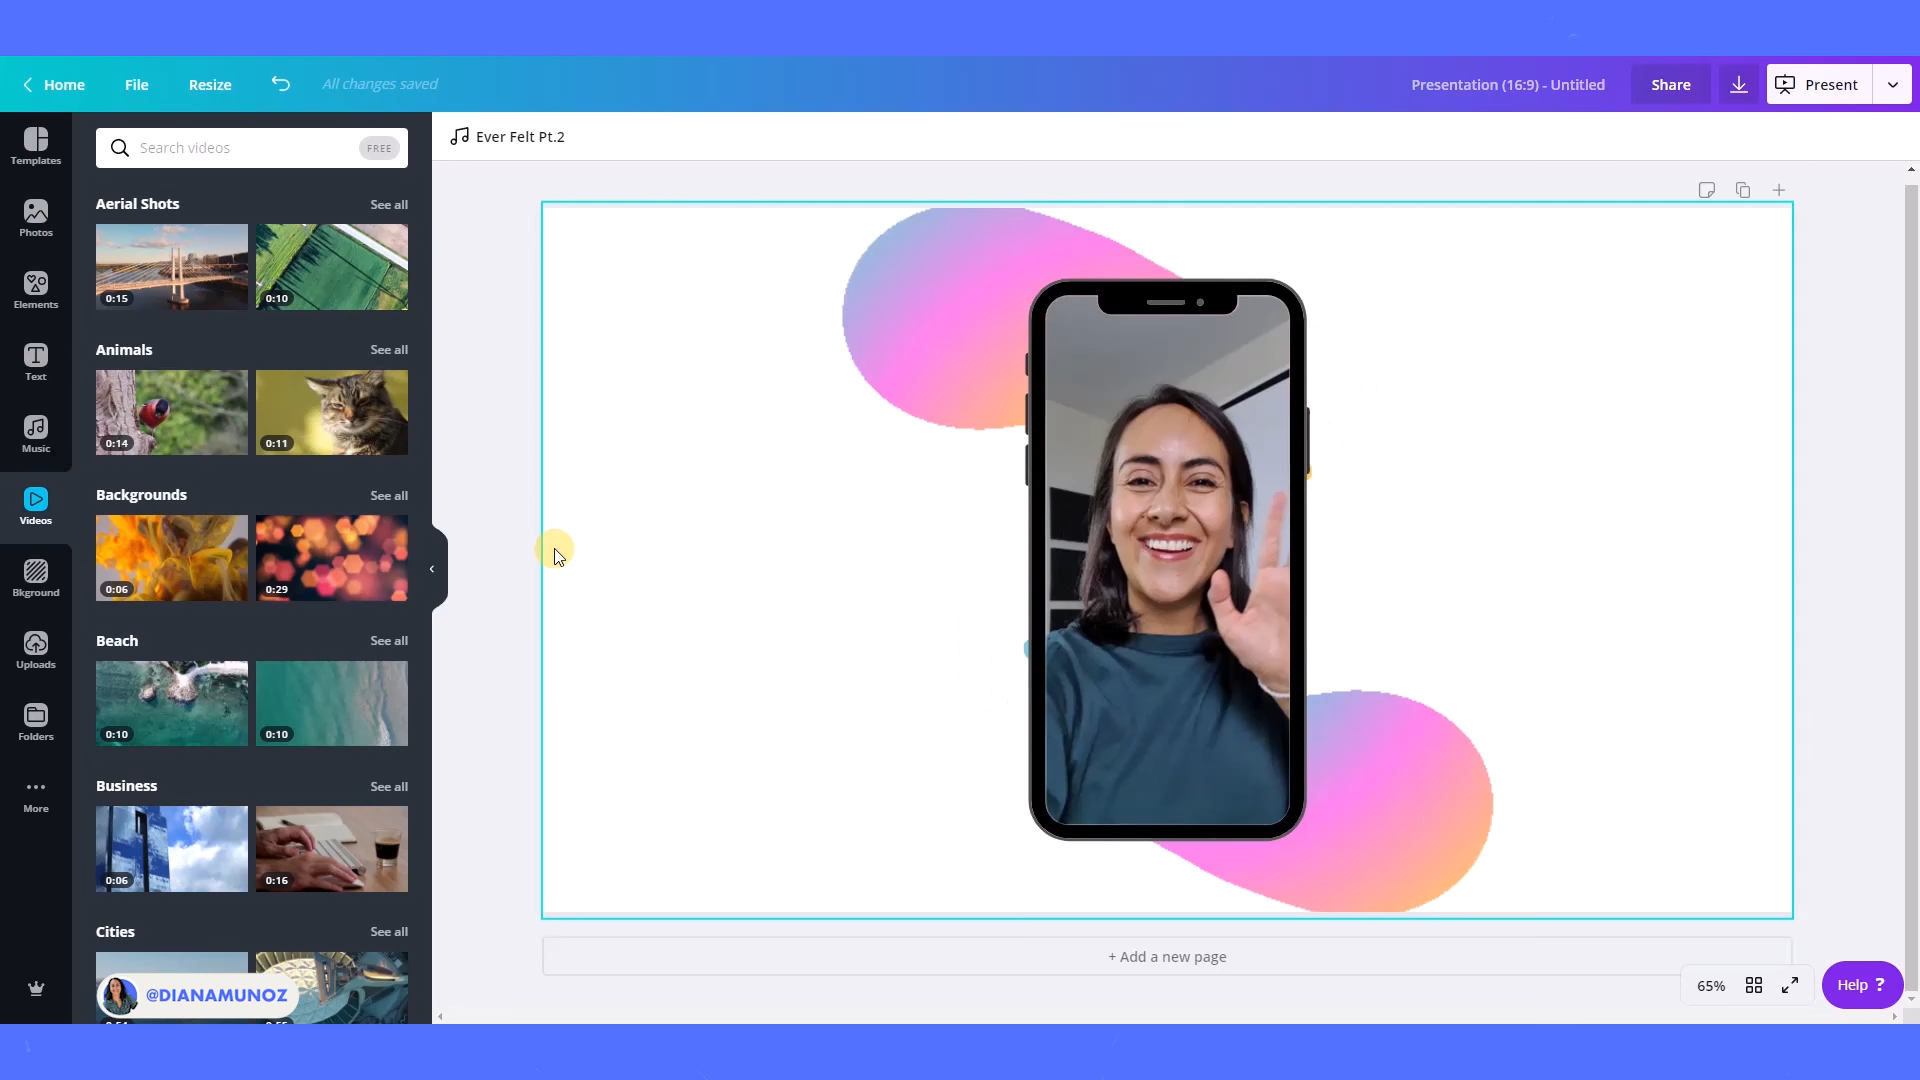 Home File Resize All changes saved Presentation (16:9) - Untitled Share Present
Templates
Photos
Elements
Text
Music
Videos
Bkground
Uploads
Folders
More
Search videos FREE
Aerial Shots See all
0:15 0:10
Animals See all
0:14 0:11
Backgrounds See all
0:06 0:29
Beach See all
0:10 0:10
Business See all
0:06 0:16
Cities See all
@DIANAMUNOZ
Ever Felt Pt.2
+ Add a new page
65% Help ?